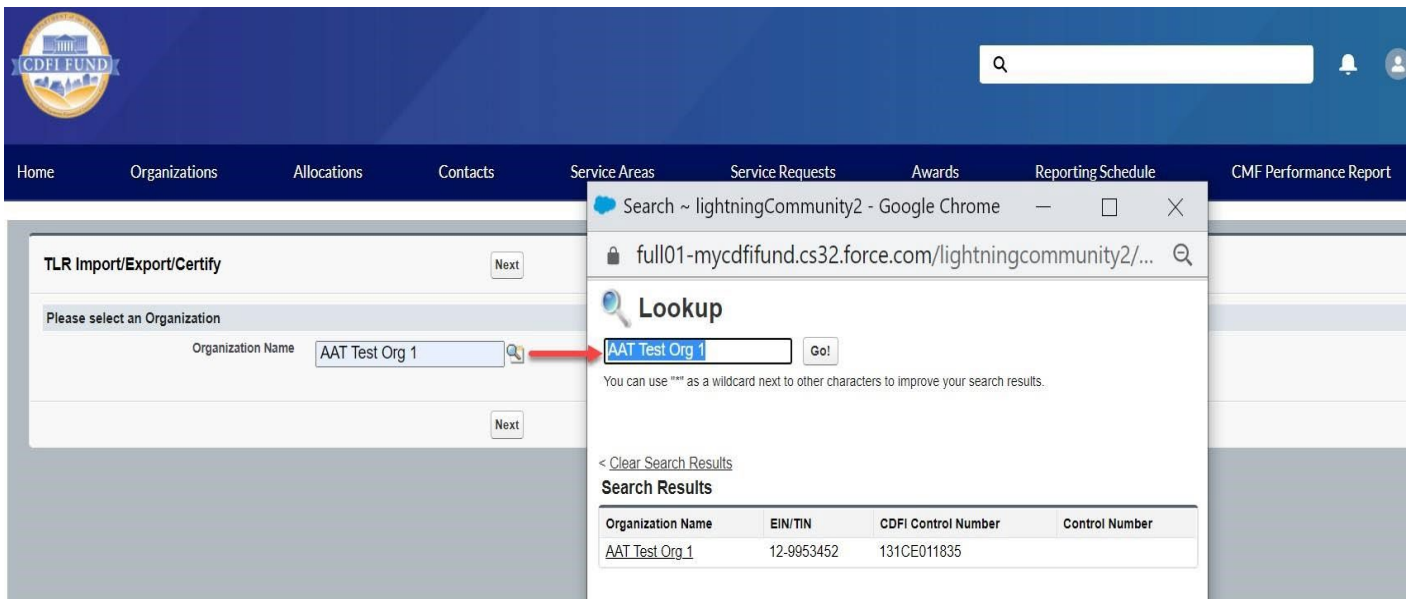 CDFI FUND
Home Organizations Allocations Contacts Service Areas Service Requests Awards Reporting Schedule CMF Performance Report
TLR Import/Export/Certify Next
Please select an Organization
Organization Name AAT Test Org 1
Next
Search ~ lightningCommunity2 - Google Chrome
full01-mycdfifund.cs32.force.com/lightningcommunity2/...
Lookup
AAT Test Org 1 Go!
You can use "*" as a wildcard next to other characters to improve your search results.
< Clear Search Results
Search Results
Organization Name EIN/TIN CDFI Control Number Control Number
AAT Test Org 1 12-9953452 131CE011835